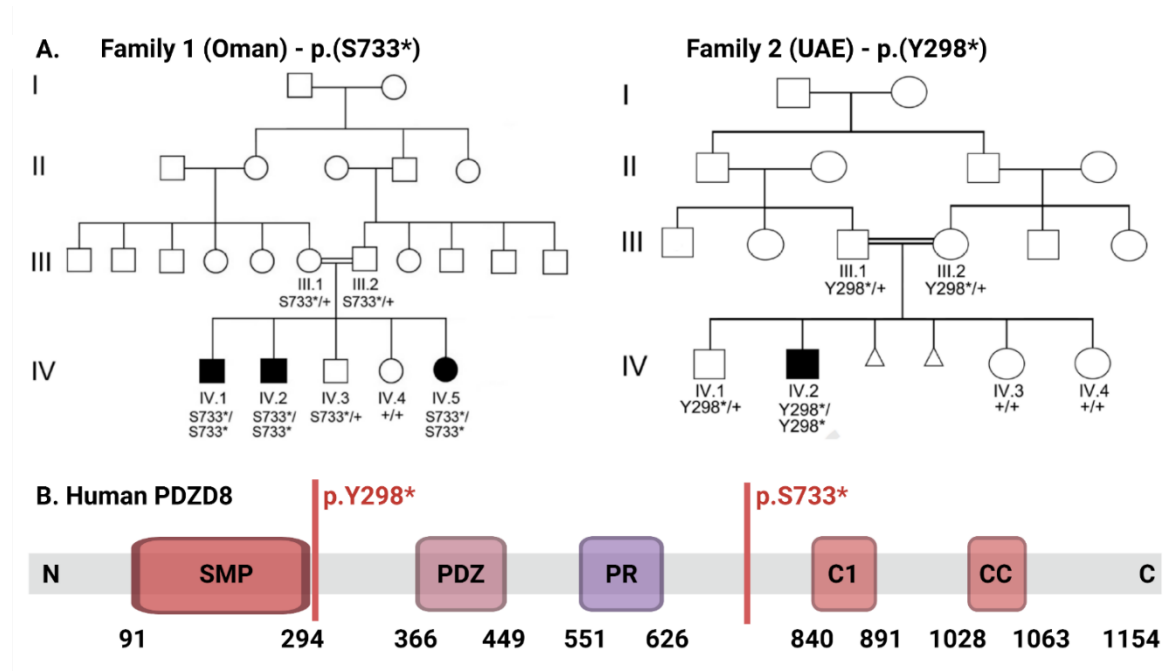 A. Family 1 (Oman) - p.(S733*)
Family 2 (UAE) - p.(Y298*)
I
II
III
III.1 III.2
S733*/+ S733*/+
IV
IV.1 IV.2 IV.3 IV.4 IV.5
S733*/ S733*/ S733*/+ +/+ S733*/
S733* S733* S733*
I
II
III
III.1 III.2
Y298*/+ Y298*/+
IV
IV.1 IV.2 IV.3 IV.4
Y298*/+ Y298*/ +/+ +/+
Y298*
B. Human PDZD8
p.Y298*
p.S733*
N SMP PDZ PR C1 CC C
91 294 366 449 551 626 840 891 1028 1063 1154